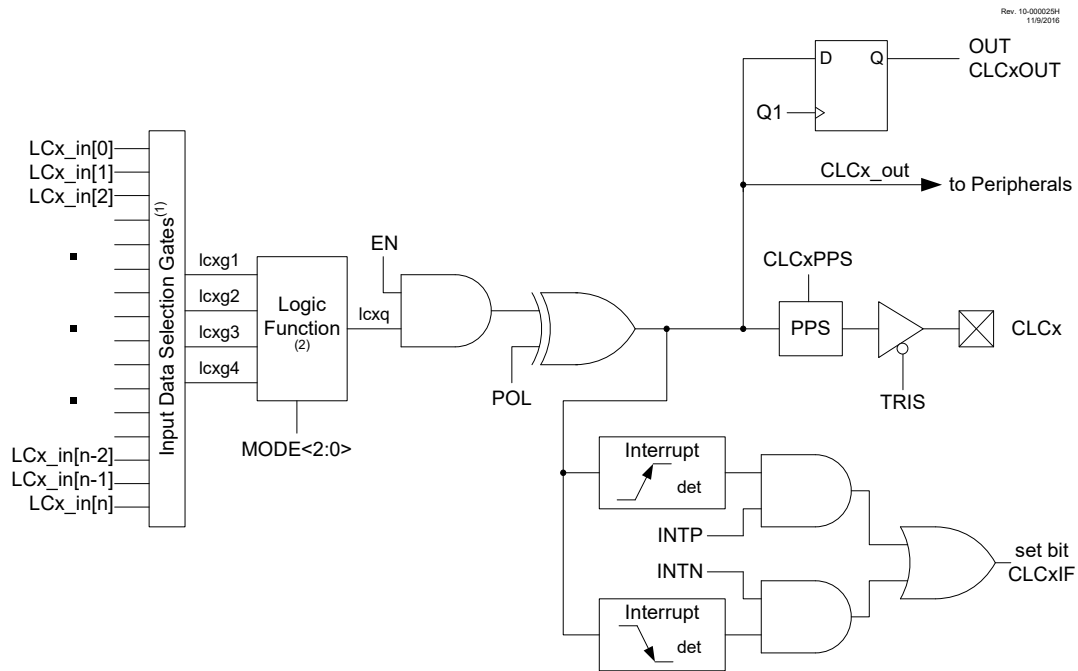 Rev. 10-000025H
11/9/2016
OUT
CLCxOUT
D
Q
Q1
LCx_in[0]
LCx_in[1]
LCx_in[2]
LCx_in[n-2]
LCx_in[n-1]
LCx_in[n]
Input Data Selection Gates(1)
lcxg1
lcxg2
lcxg3
lcxg4
Logic
Function
(2)
MODE<2:0>
lcxq
EN
POL
CLCx_out
to Peripherals
CLCxPPS
PPS
TRIS
CLCx
Interrupt
det
INTP
INTN
Interrupt
det
set bit
CLCxIF